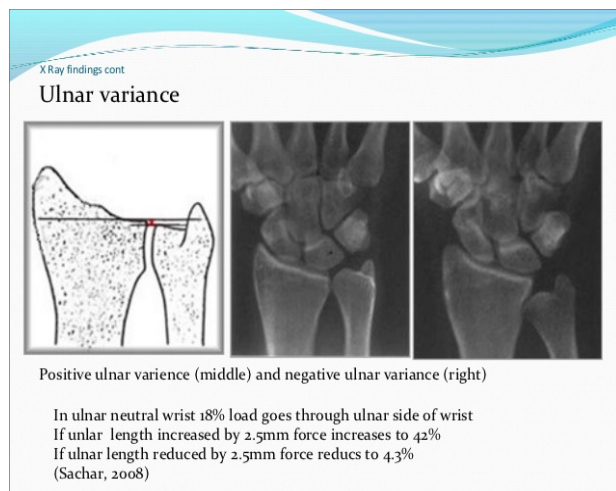 X Ray findings cont
Ulnar variance
Positive ulnar varience (middle) and negative ulnar variance (right)
In ulnar neutral wrist 18% load goes through ulnar side of wrist
If unlar length increased by 2.5mm force increases to 42%
If ulnar length reduced by 2.5mm force reducs to 4.3%
(Sachar, 2008)